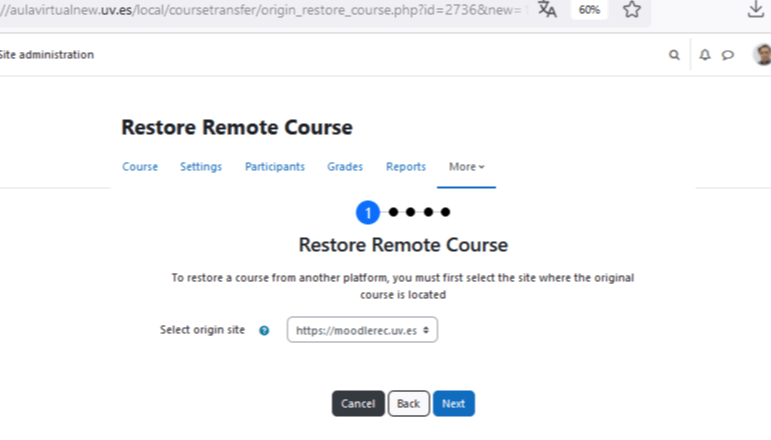 //aulavirtualnew.uv.es/local/coursetransfer/origin_restore_course.php?id=2736&new= 60%
Site administration
Restore Remote Course
Course Settings Participants Grades Reports More
1
Restore Remote Course
To restore a course from another platform, you must first select the site where the original
course is located
Select origin site ? https://moodlerec.uv.es
Cancel Back Next